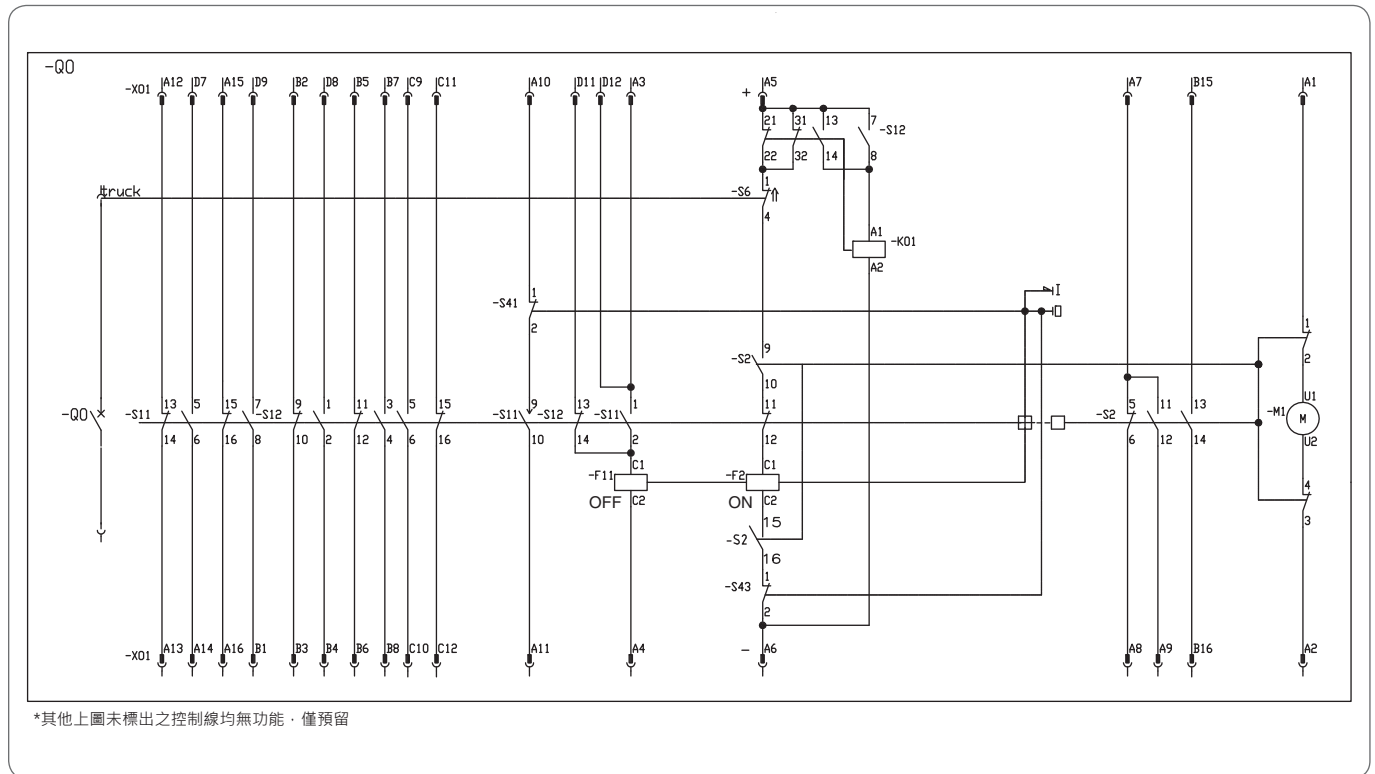 -Q0
-X01 A12 D7 A15 D9 B2 D8 B5 B7 C9 C11 A10 D11 D12 A3 + A5 A7 B15 A1
21 31 13 7 -S12
22 32 14 8
truck -S6 1
4
A1 -K01
A2
I
-S41 1
2
1
-S2 9 2
10
-Q0 -S11 13 5 15 7 -S12 9 1 11 3 5 15 -S11 9 -S12 13 -S11 1 11 -S2 5 11 13 -M1 U1
M
14 6 16 8 10 2 12 4 6 16 10 14 2 12 6 12 14 U2
-F11 C1 -F2 C1
OFF C2 ON C2
4
15 3
-S2
16
-S43 1
2
-X01 A13 A14 A16 B1 B3 B4 B6 B8 C10 C12 A11 A4 - A6 A8 A9 B16 A2
*其他上圖未標出之控制線均無功能，僅預留